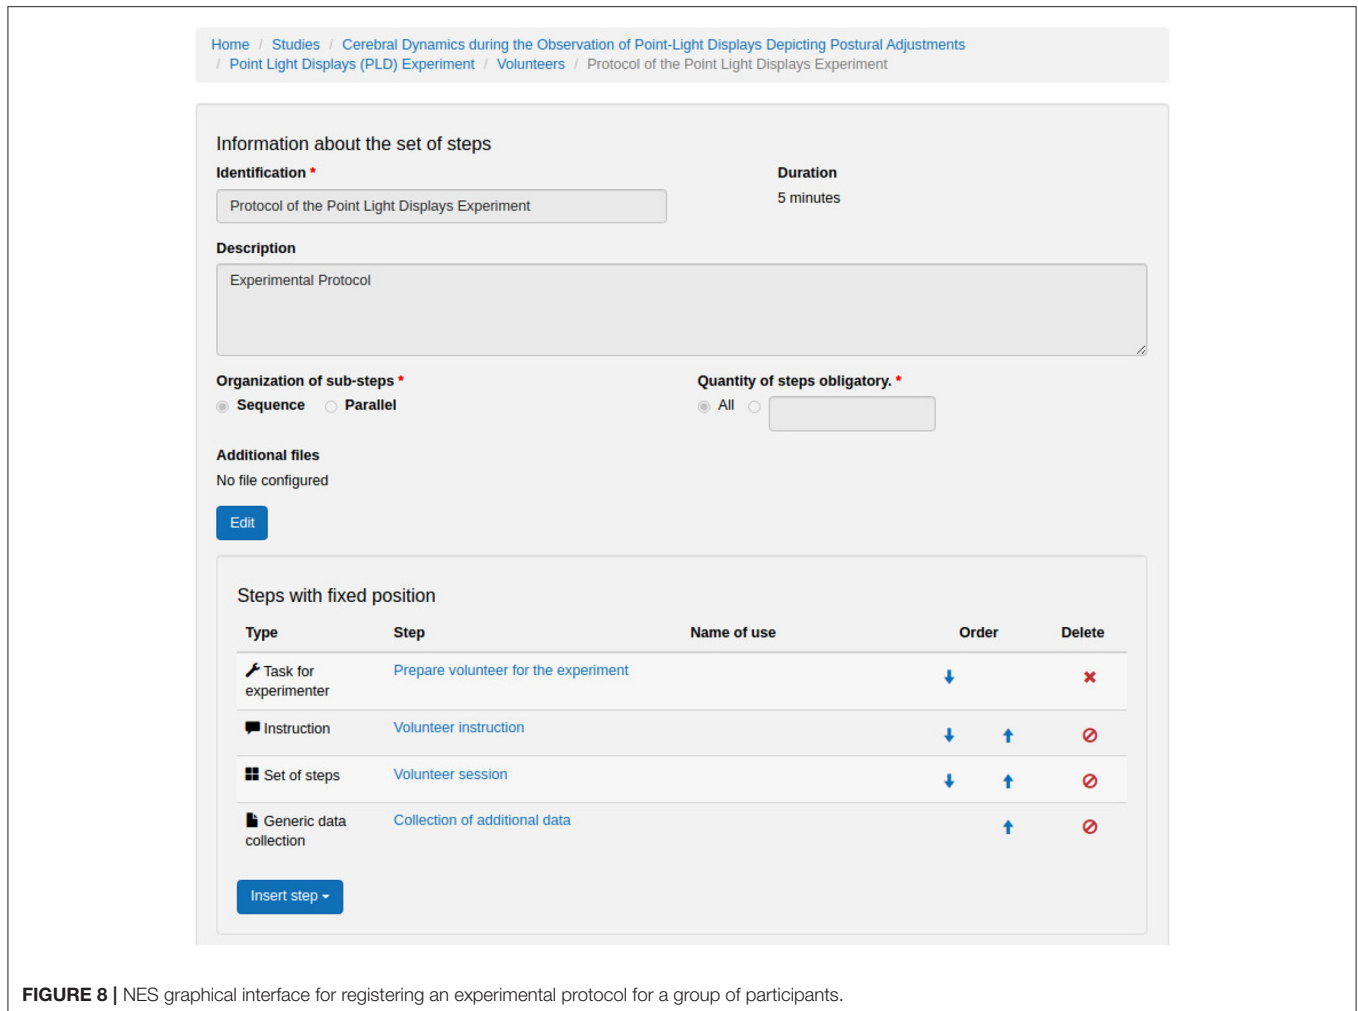 Home / Studies / Cerebral Dynamics during the Observation of Point-Light Displays Depicting Postural Adjustments
/ Point Light Displays (PLD) Experiment / Volunteers / Protocol of the Point Light Displays Experiment
Information about the set of steps
Identification *
Duration
Protocol of the Point Light Displays Experiment
5 minutes
Description
Experimental Protocol
Organization of sub-steps *
Quantity of steps obligatory. *
Sequence Parallel
All
Additional files
No file configured
Edit
Steps with fixed position
Type Step Name of use Order Delete
Task for experimenter
Prepare volunteer for the experiment
Instruction Volunteer instruction
Set of steps Volunteer session
Generic data collection
Collection of additional data
Insert step
FIGURE 8 | NES graphical interface for registering an experimental protocol for a group of participants.